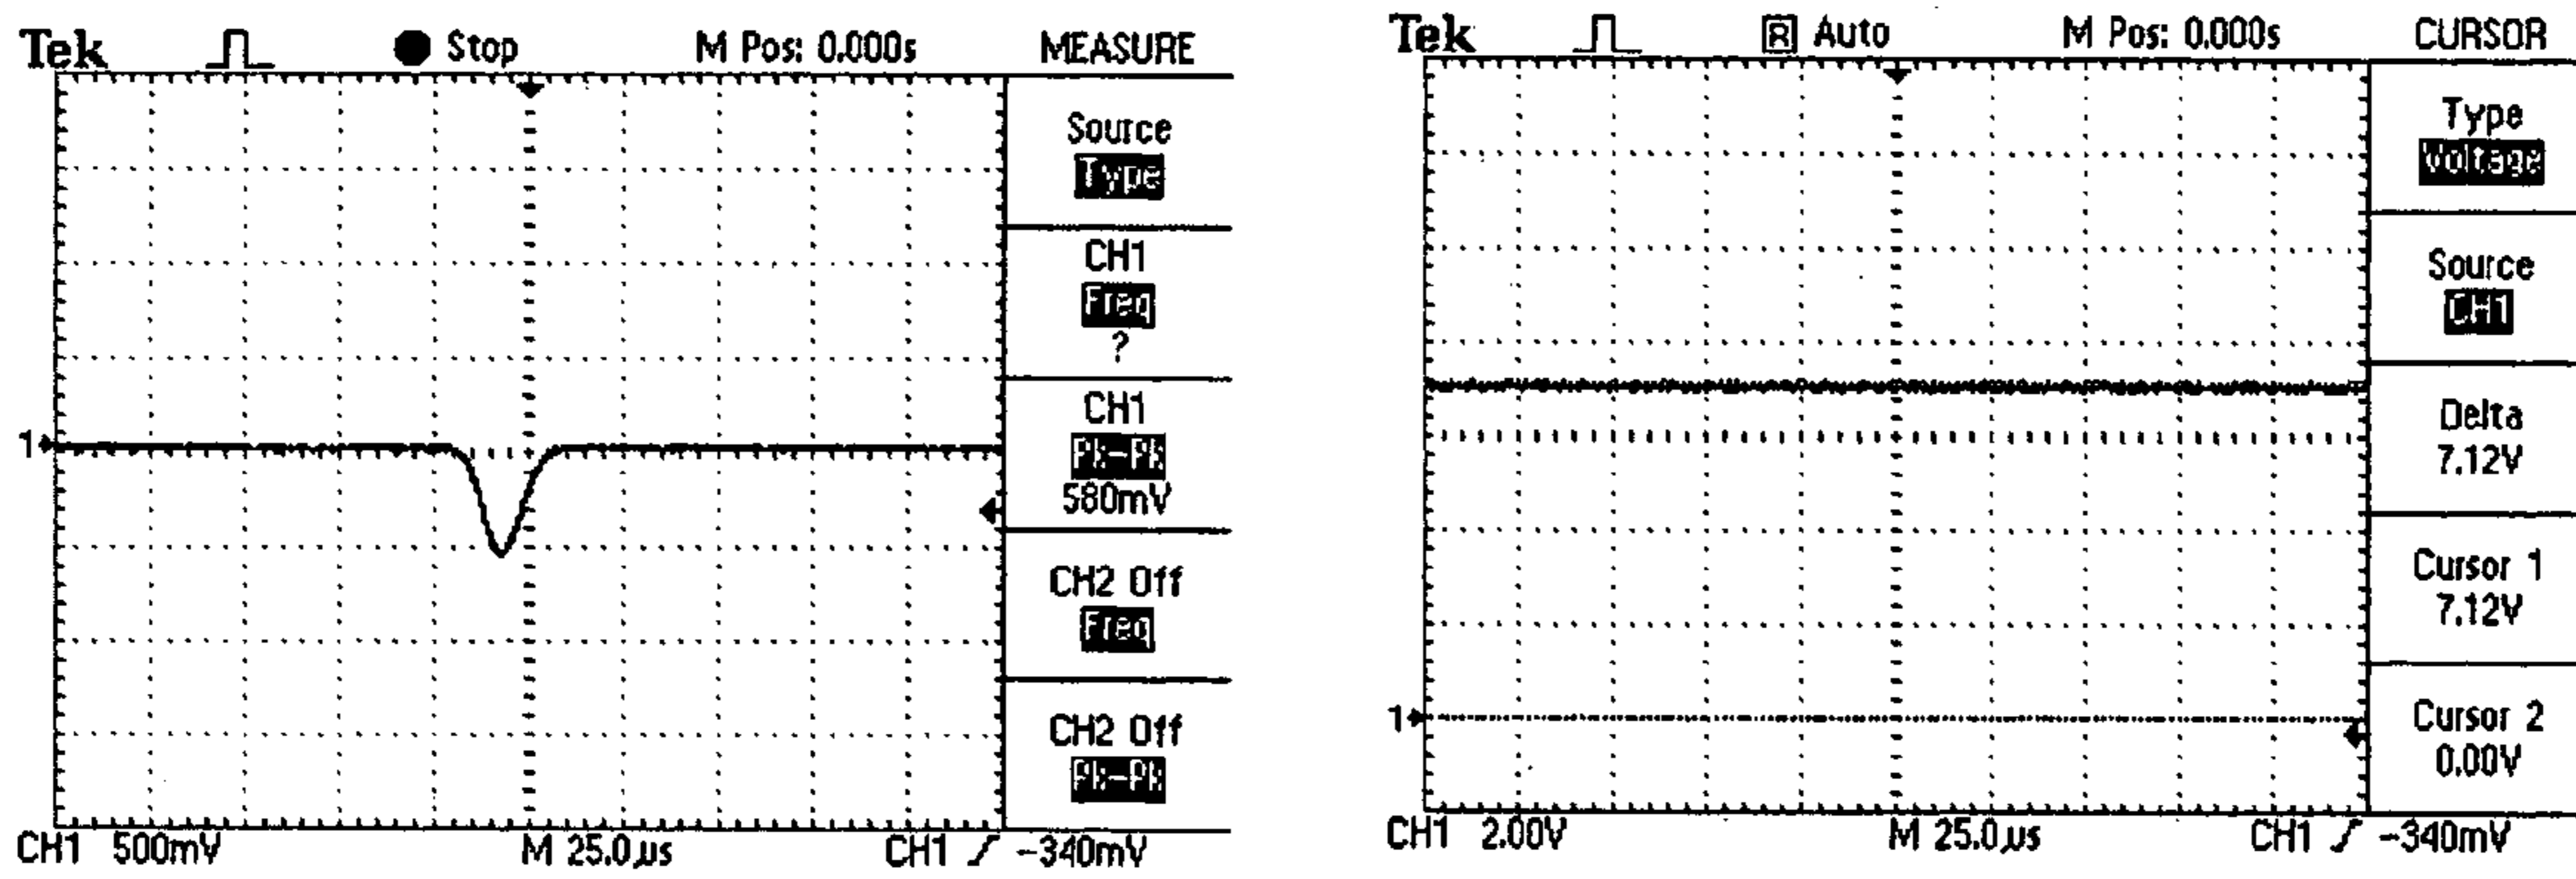 Tek Stop M Pos: 0.000s MEASURE
Source
Type
CH1
Freq
?
CH1
Pk-Pk
580mV
CH2 Off
Freq
CH2 Off
Pk-Pk
1
CH1 500mV M 25.0µs CH1 -340mV
Tek R Auto M Pos: 0.000s CURSOR
Type
Voltage
Source
CH1
Delta
7.12V
Cursor 1
7.12V
Cursor 2
0.00V
1
CH1 2.00V M 25.0µs CH1 -340mV